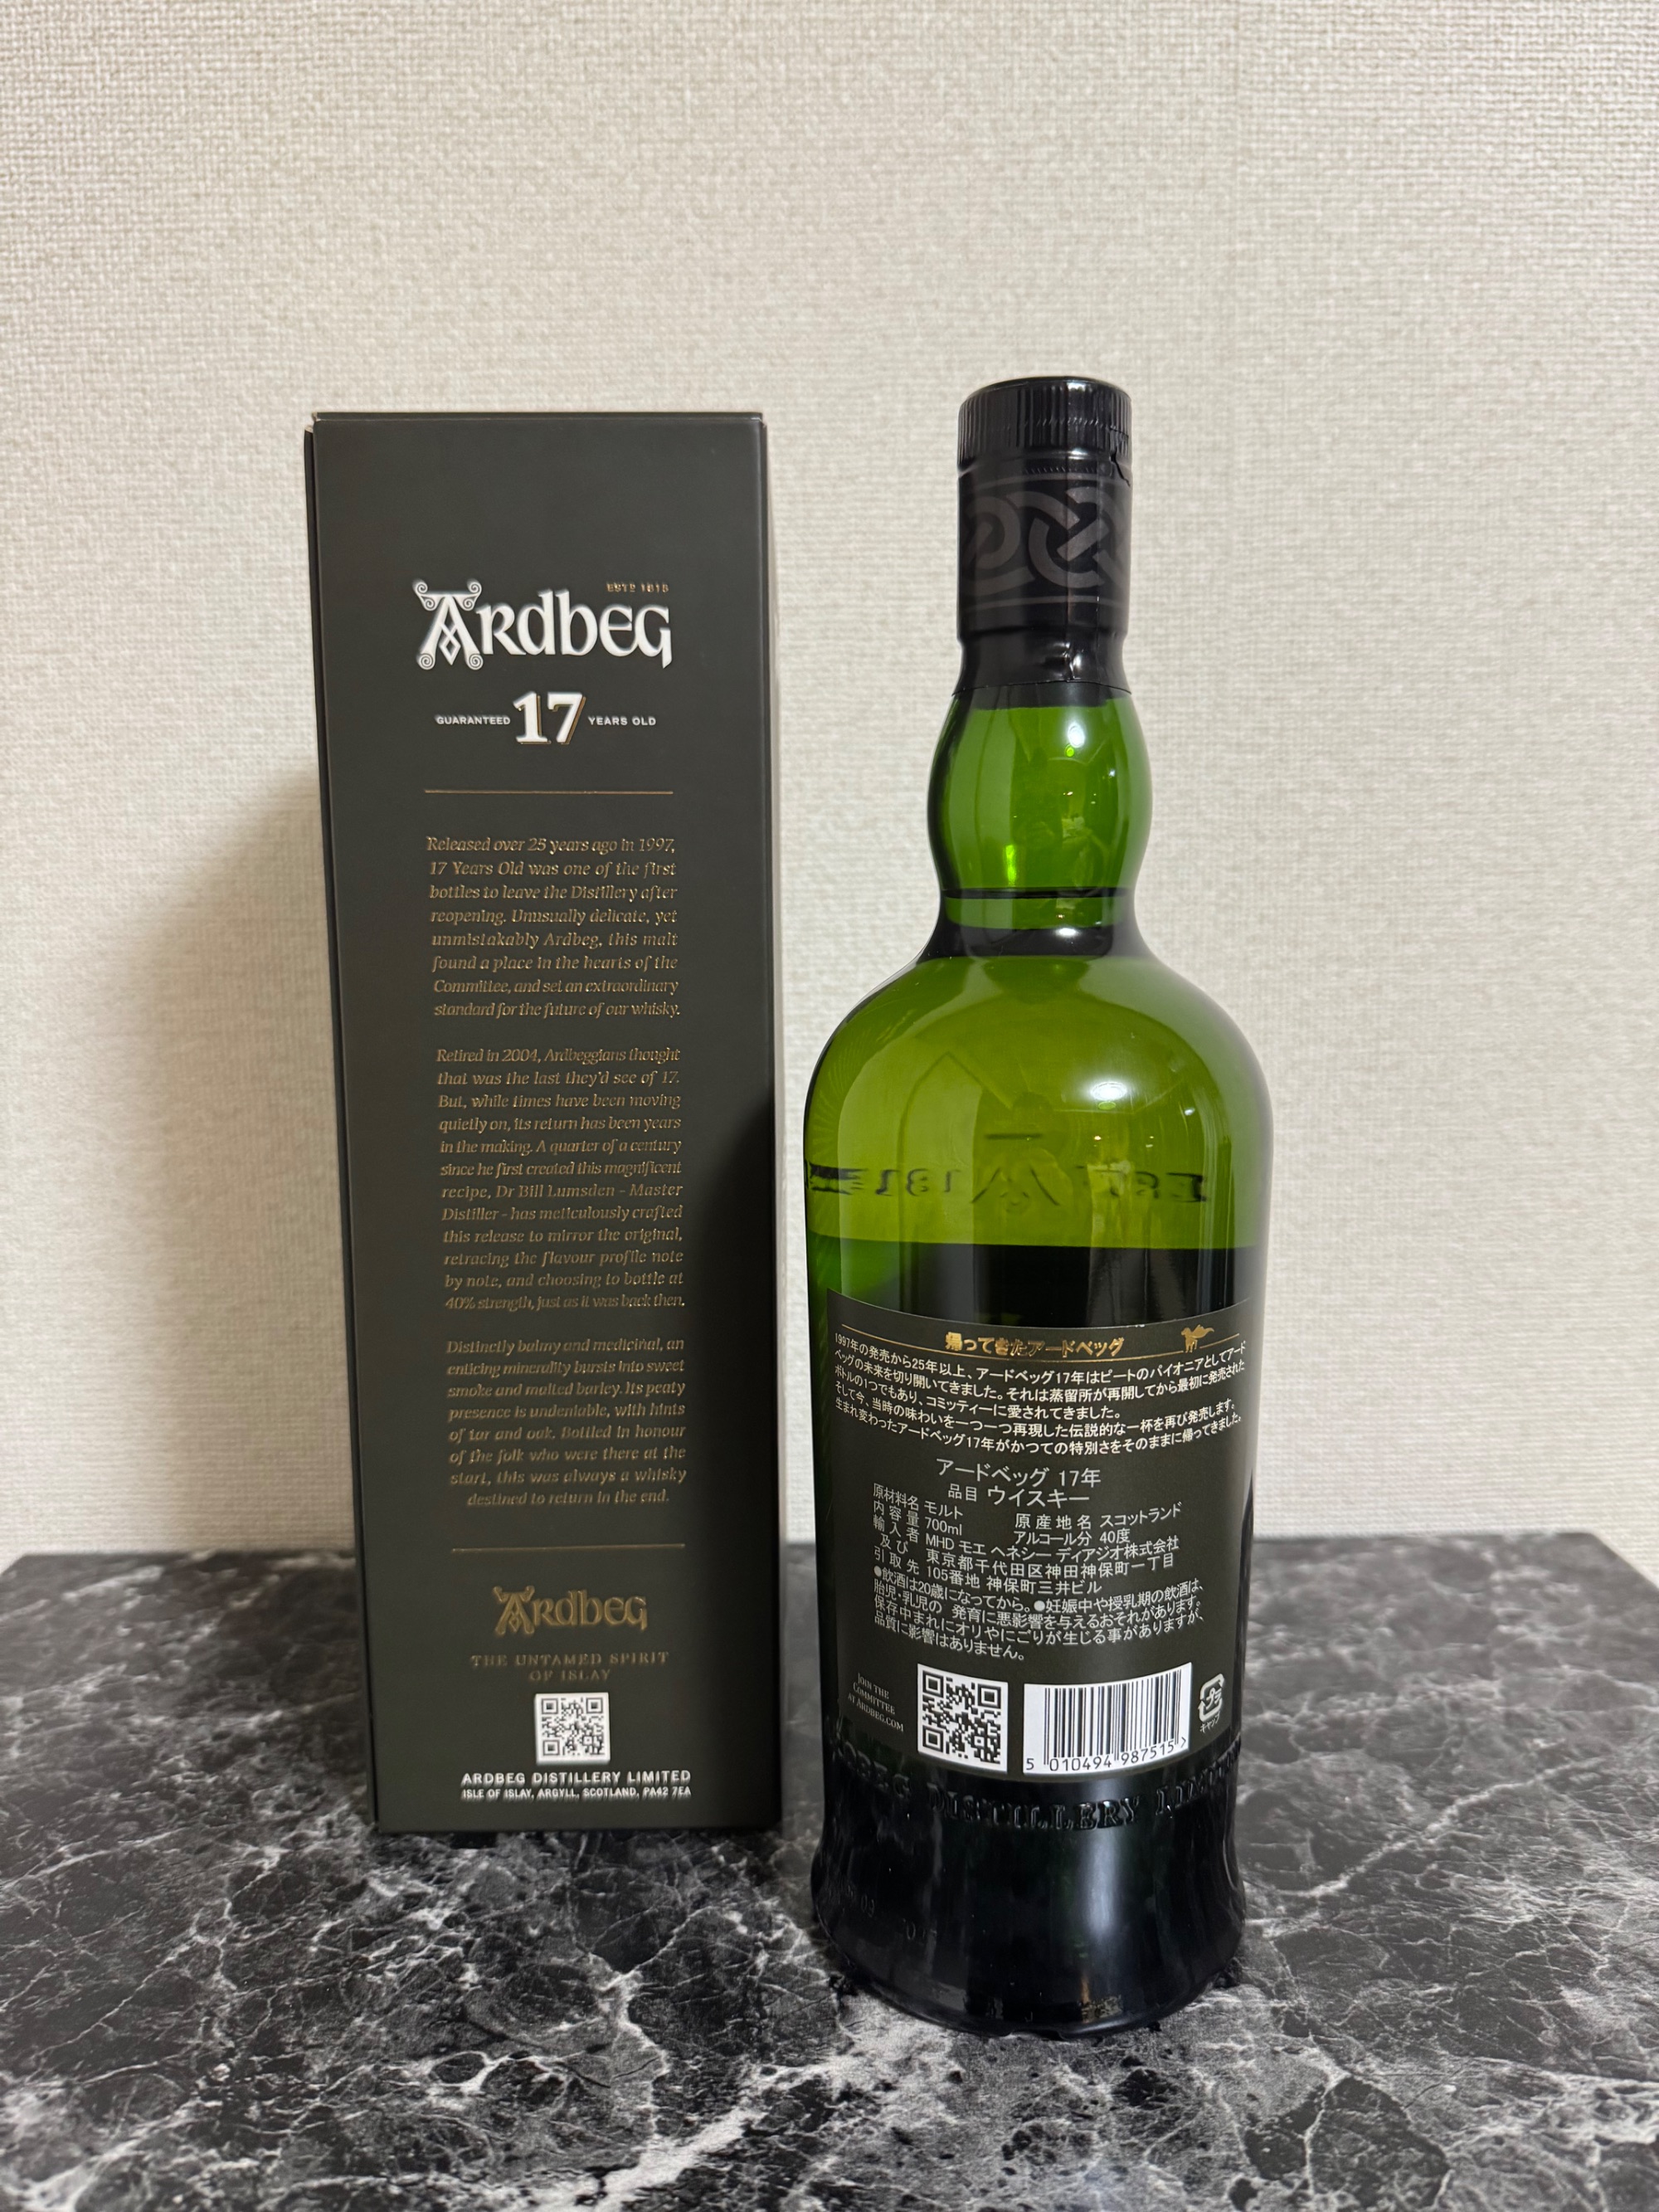 ESTD 1815
ARDBEG
GUARANTEED 17 YEARS OLD
Released over 25 years ago in 1997,
17 Years Old was one of the first
bottles to leave the Distillery after
reopening. Unusually delicate, yet
unmistakably Ardbeg, this malt
found a place in the hearts of the
Committee, and set an extraordinary
standard for the future of our whisky.
Retired in 2004, Ardbeggians thought
that was the last they'd see of 17.
But, while times have been moving
quietly on, its return has been years
in the making. A quarter of a century
since he first created this magnificent
recipe, Dr Bill Lumsden - Master
Distiller - has meticulously crafted
this release to mirror the original,
retracing the flavour profile note
by note, and choosing to bottle at
40% strength, just as it was back then.
Distinctly balmy and medicinal, an
enticing minerality bursts into sweet
smoke and malted barley. Its peaty
presence is undeniable, with hints
of tar and oak. Bottled in honour
of the folk who were there at the
start, this was always a whisky
destined to return in the end.
ARDBEG
THE UNTAMED SPIRIT
OF ISLAY
ARDBEG DISTILLERY LIMITED
ISLE OF ISLAY, ARGYLL, SCOTLAND, PA42 7EA
帰ってきたアードベッグ
1997年の発売から25年以上、アードベッグ17年はピートのパイオニアとしてアード
ベッグの未来を切り開いてきました。それは蒸留所が再開してから最初に発売された
ボトルの1つでもあり、コミッティーに愛されてきました。
そして今、当時の味わいを一つ一つ再現した伝説的な一杯を再び発売します。
生まれ変わったアードベッグ17年がかつての特別さをそのままに帰ってきました。
アードベッグ 17年
品目 ウイスキー
原材料名 モルト 原産地名 スコットランド
内容量 700ml アルコール分 40度
輸入者 MHD モエ ヘネシー ディアジオ株式会社
及び 東京都千代田区神田神保町一丁目
引取先 105番地 神保町三井ビル
●飲酒は20歳になってから。●妊娠中や授乳期の飲酒は、
胎児・乳児の 発育に悪影響を与えるおそれがあります。
保存中まれにオリやにごりが生じる事がありますが、
品質に影響はありません。
JOIN THE
COMMITTEE
AT ARDBEG.COM
5 010494 987515 >
プラ
キャップ
ARDBEG DISTILLERY LIMITED